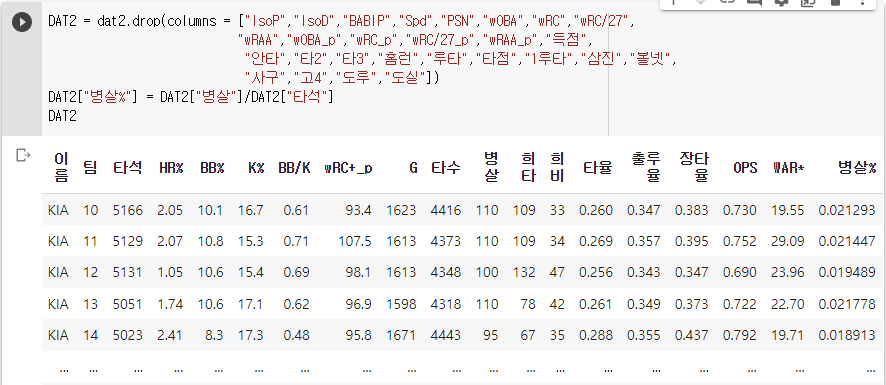 DAT2 = dat2.drop(columns = ["IsoP","IsoD","BABIP","Spd","PSN","wOBA","wRC","wRC/27",
"wRAA","wOBA_p","wRC_p","wRC/27_p","wRAA_p","득점",
"안타","타2","타3","홈런","루타","타점","1루타","삼진","볼넷",
"사구","고4","도루","도실"])
DAT2["병살%"] = DAT2["병살"]/DAT2["타석"]
DAT2
이름 팀 타석 HR% BB% K% BB/K wRC+_p G 타수 병살 희타 희비 타율 출루율 장타율 OPS WAR* 병살%
KIA 10 5166 2.05 10.1 16.7 0.61 93.4 1623 4416 110 109 33 0.260 0.347 0.383 0.730 19.55 0.021293
KIA 11 5129 2.07 10.8 15.3 0.71 107.5 1613 4373 110 109 34 0.269 0.357 0.395 0.752 29.09 0.021447
KIA 12 5131 1.05 10.6 15.4 0.69 98.1 1613 4348 100 132 47 0.256 0.343 0.347 0.690 23.96 0.019489
KIA 13 5051 1.74 10.6 17.1 0.62 96.9 1598 4318 110 78 42 0.261 0.349 0.373 0.722 22.70 0.021778
KIA 14 5023 2.41 8.3 17.3 0.48 95.8 1671 4443 95 67 35 0.288 0.355 0.437 0.792 19.71 0.018913
... ... ... ... ... ... ... ... ... ... ... ... ... ... ... ... ... ... ...